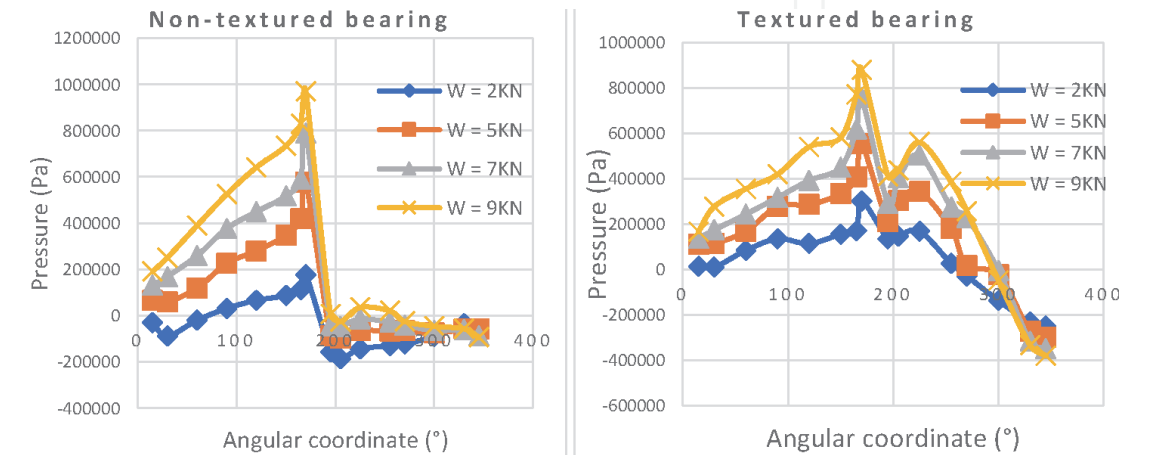 Non-textured bearing
1200000
1000000
800000
600000
400000
200000
0
-200000
-400000
0 100 200 300 400
Pressure (Pa)
Angular coordinate (°)
W = 2KN
W = 5KN
W = 7KN
W = 9KN
Textured bearing
1000000
800000
600000
400000
200000
0
-200000
-400000
-600000
0 100 200 300 400
Pressure (Pa)
Angular coordinate (°)
W = 2KN
W = 5KN
W = 7KN
W = 9KN